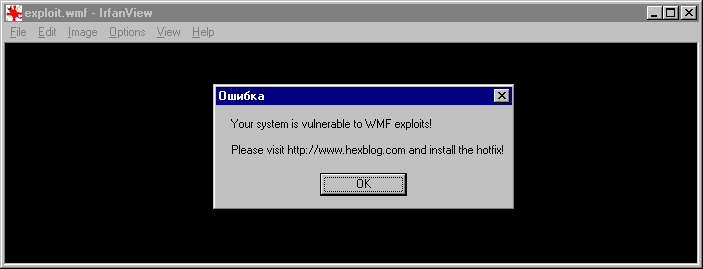 exploit.wmf - IrfanView
File Edit Image Options View Help
Ошибка
Your system is vulnerable to WMF exploits!
Please visit http://www.hexblog.com and install the hotfix!
OK